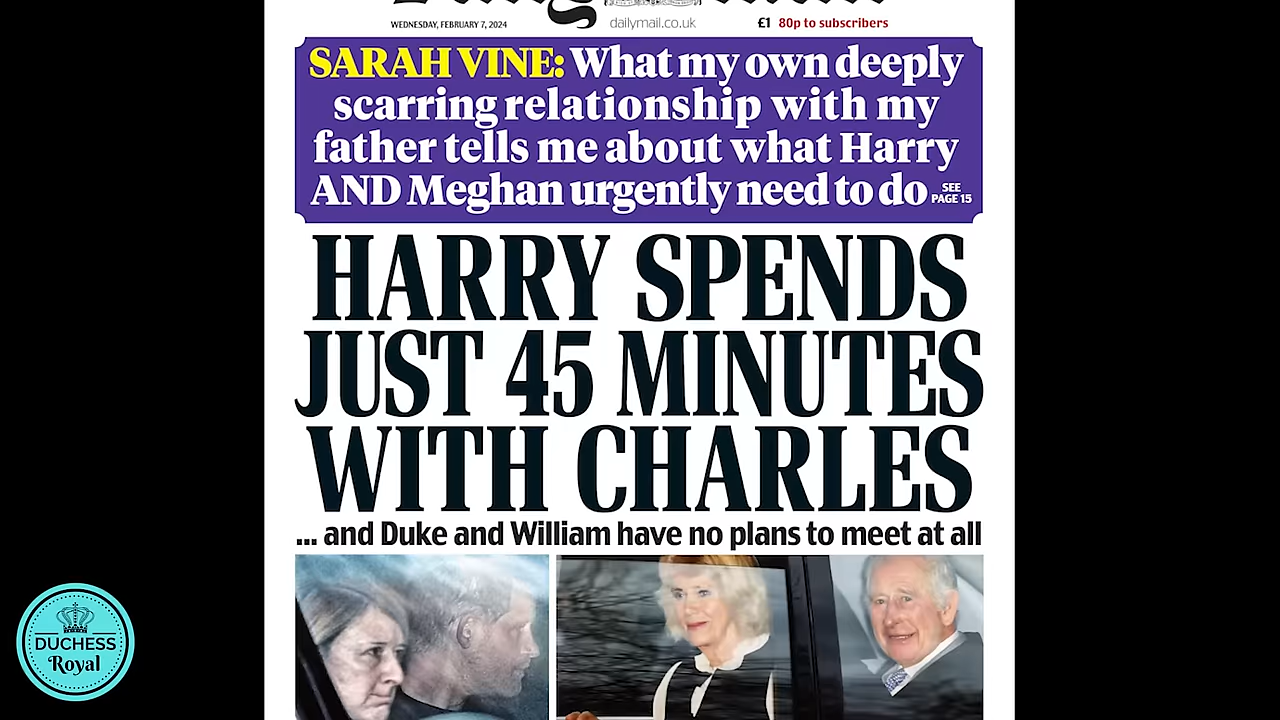 WEDNESDAY, FEBRUARY 7, 2024
dailymail.co.uk
£1 80p to subscribers
SARAH VINE: What my own deeply
scarring relationship with my
father tells me about what Harry
AND Meghan urgently need to do SEE
PAGE 15
HARRY SPENDS
JUST 45 MINUTES
WITH CHARLES
... and Duke and William have no plans to meet at all
DUCHESS
Royal